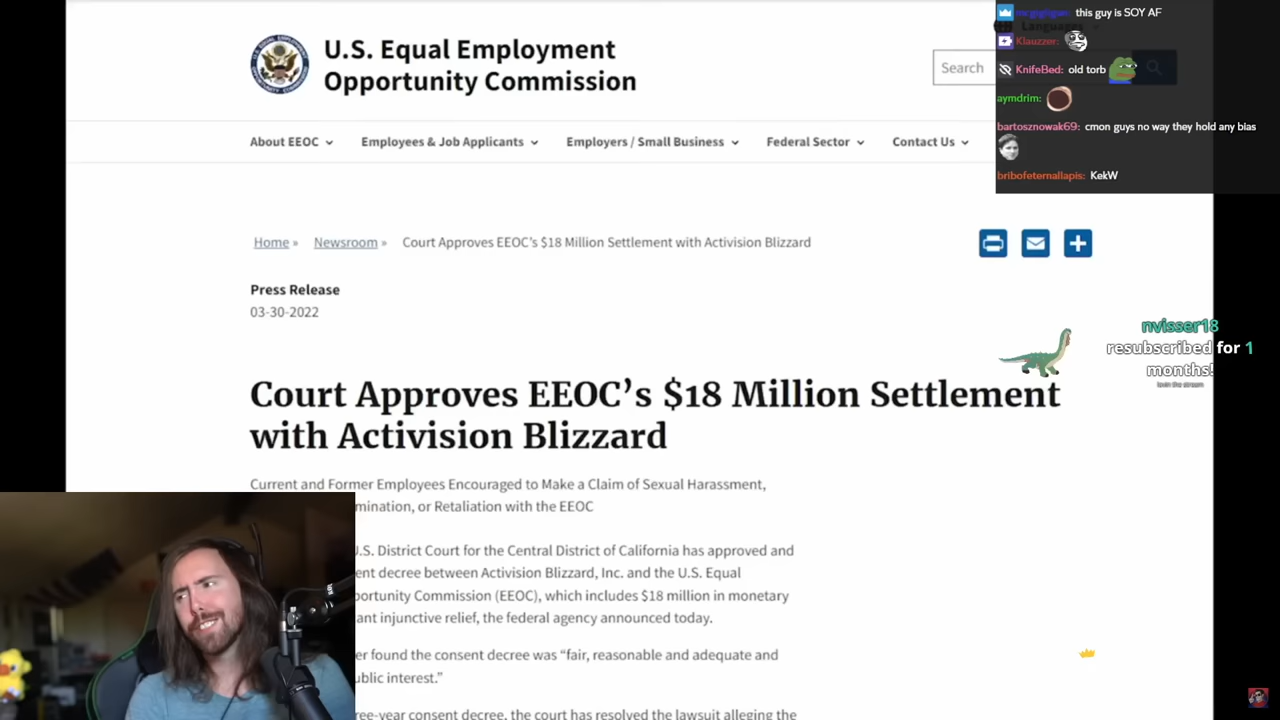 U.S. Equal Employment
Opportunity Commission
Search
mcgigingus: this guy is SOY AF
Klauzzer:
KnifeBed: old torb
aymdrim:
bartosznowak69: cmon guys no way they hold any bias
bribofeternallapis: KekW
About EEOC
Employees & Job Applicants
Employers / Small Business
Federal Sector
Contact Us
Home »
Newsroom »
Court Approves EEOC’s $18 Million Settlement with Activision Blizzard
Press Release
03-30-2022
nvisser18
resubscribed for 1
months!
lovin the stream
Court Approves EEOC’s $18 Million Settlement
with Activision Blizzard
Current and Former Employees Encouraged to Make a Claim of Sexual Harassment,
mination, or Retaliation with the EEOC
.S. District Court for the Central District of California has approved and
ent decree between Activision Blizzard, Inc. and the U.S. Equal
portunity Commission (EEOC), which includes $18 million in monetary
ant injunctive relief, the federal agency announced today.
er found the consent decree was “fair, reasonable and adequate and
ublic interest.”
ree-year consent decree, the court has resolved the lawsuit alleging the